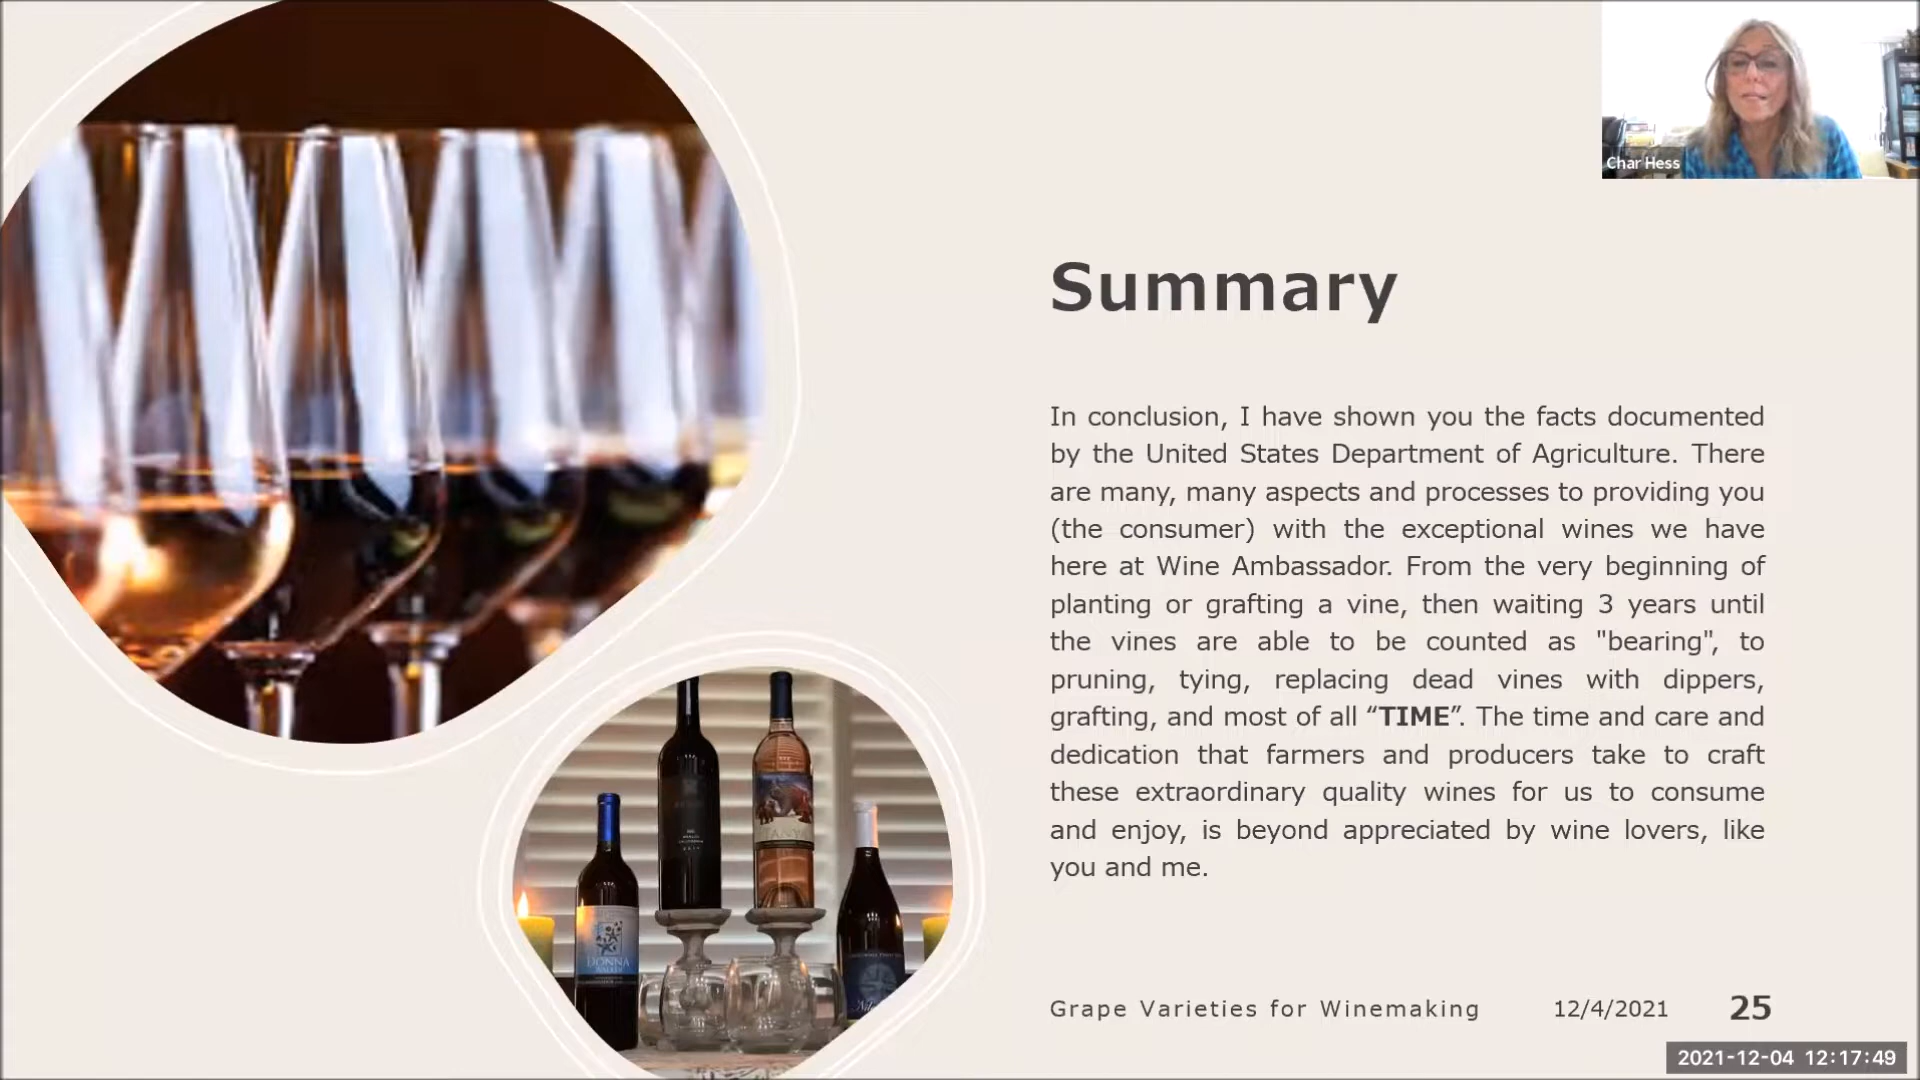 Char Hess
Summary
In conclusion, I have shown you the facts documented
by the United States Department of Agriculture. There
are many, many aspects and processes to providing you
(the consumer) with the exceptional wines we have
here at Wine Ambassador. From the very beginning of
planting or grafting a vine, then waiting 3 years until
the vines are able to be counted as "bearing", to
pruning, tying, replacing dead vines with dippers,
grafting, and most of all “TIME”. The time and care and
dedication that farmers and producers take to craft
these extraordinary quality wines for us to consume
and enjoy, is beyond appreciated by wine lovers, like
you and me.
DONNA
Grape Varieties for Winemaking 12/4/2021 25
2021-12-04 12:17:49